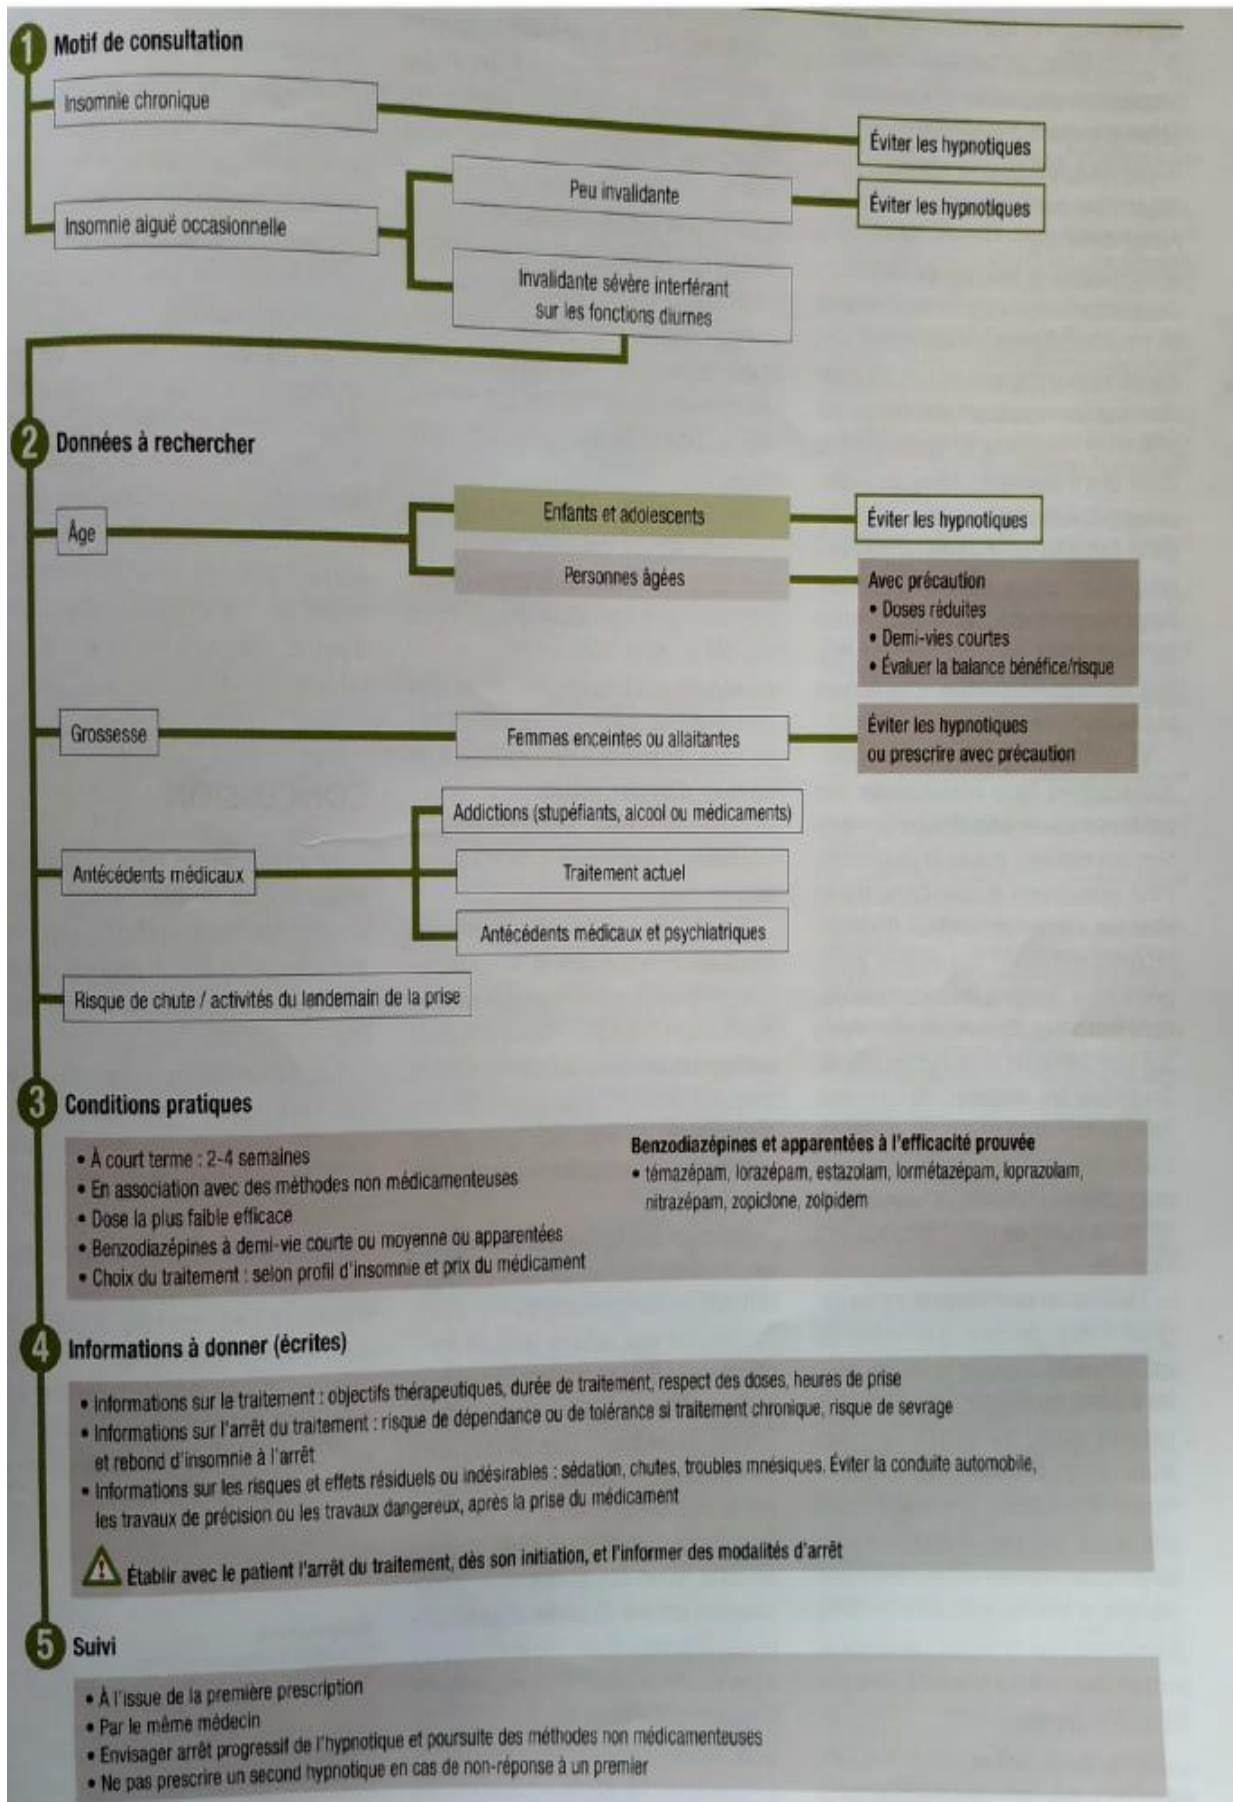 1 Motif de consultation
Insomnie chronique
Éviter les hypnotiques
Peu invalidante
Éviter les hypnotiques
Insomnie aiguë occasionnelle
Invalidante sévère interférant
sur les fonctions diurnes
2 Données à rechercher
Âge
Enfants et adolescents
Éviter les hypnotiques
Personnes âgées
Avec précaution
• Doses réduites
• Demi-vies courtes
• Évaluer la balance bénéfice/risque
Grossesse
Femmes enceintes ou allaitantes
Éviter les hypnotiques
ou prescrire avec précaution
Antécédents médicaux
Addictions (stupéfiants, alcool ou médicaments)
Traitement actuel
Antécédents médicaux et psychiatriques
Risque de chute / activités du lendemain de la prise
3 Conditions pratiques
• À court terme : 2-4 semaines
• En association avec des méthodes non médicamenteuses
• Dose la plus faible efficace
• Benzodiazépines à demi-vie courte ou moyenne ou apparentées
• Choix du traitement : selon profil d'insomnie et prix du médicament
Benzodiazépines et apparentées à l'efficacité prouvée
• témazépam, lorazépam, estazolam, lormétazépam, loprazolam,
nitrazépam, zopiclone, zolpidem
4 Informations à donner (écrites)
• Informations sur le traitement : objectifs thérapeutiques, durée de traitement, respect des doses, heures de prise
• Informations sur l'arrêt du traitement : risque de dépendance ou de tolérance si traitement chronique, risque de sevrage
et rebond d'insomnie à l'arrêt
• Informations sur les risques et effets résiduels ou indésirables : sédation, chutes, troubles mnésiques. Éviter la conduite automobile,
les travaux de précision ou les travaux dangereux, après la prise du médicament
! Établir avec le patient l'arrêt du traitement, dès son initiation, et l'informer des modalités d'arrêt
5 Suivi
• À l'issue de la première prescription
• Par le même médecin
• Envisager arrêt progressif de l'hypnotique et poursuite des méthodes non médicamenteuses
• Ne pas prescrire un second hypnotique en cas de non-réponse à un premier